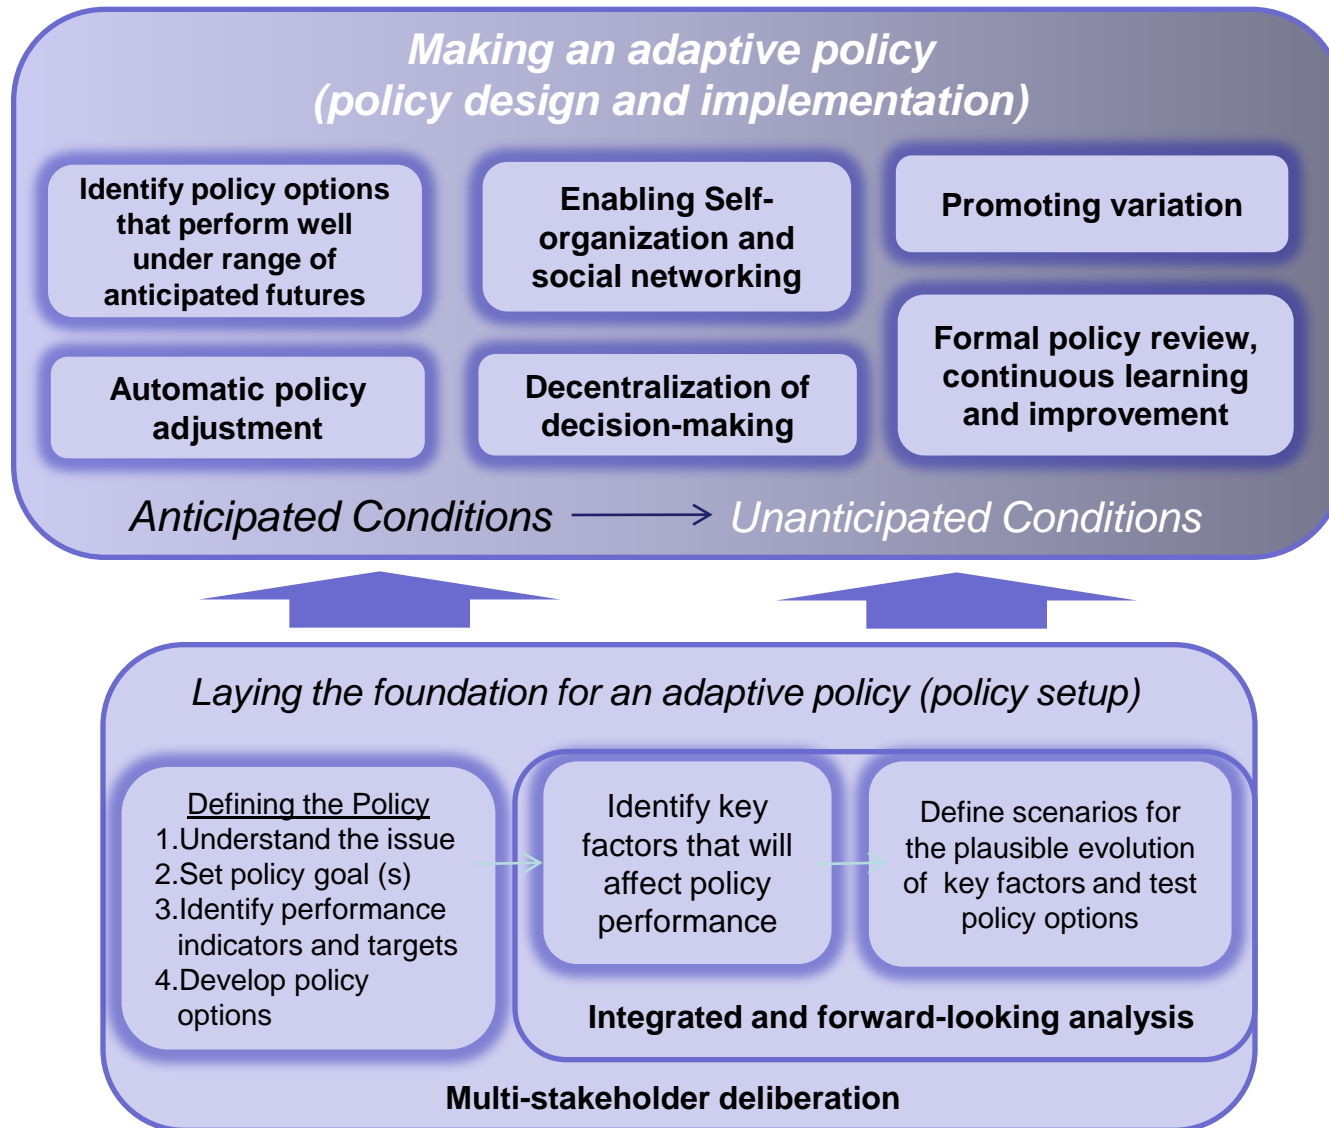 Making an adaptive policy
(policy design and implementation)
Identify policy options
that perform well
under range of
anticipated futures
Enabling Self-
organization and
social networking
Promoting variation
Automatic policy
adjustment
Decentralization of
decision-making
Formal policy review,
continuous learning
and improvement
Anticipated Conditions
Unanticipated Conditions
Laying the foundation for an adaptive policy (policy setup)
Defining the Policy
1.Understand the issue
2.Set policy goal (s)
3.Identify performance
indicators and targets
4.Develop policy
options
Identify key
factors that will
affect policy
performance
Define scenarios for
the plausible evolution
of  key factors and test
policy options
Integrated and forward-looking analysis
Multi-stakeholder deliberation